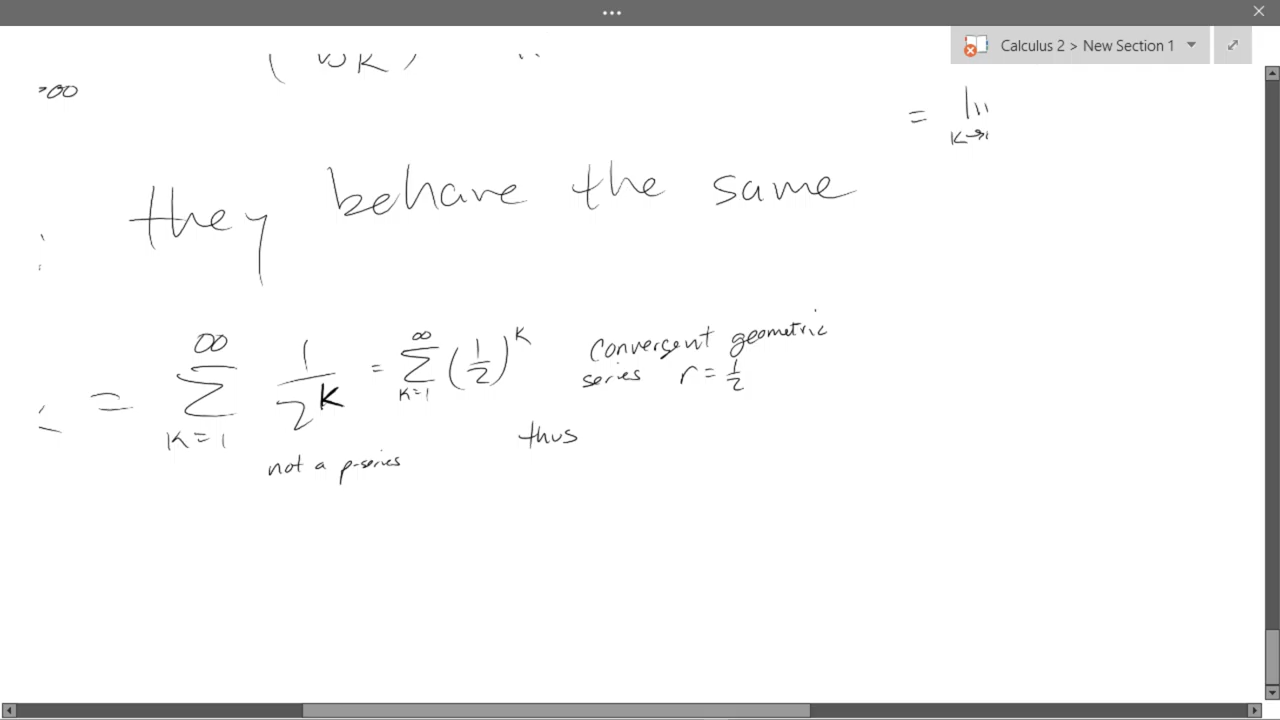 Calculus 2 > New Section 1
= lim
K→
they behave the same
= ∞ Σ K=1 1/2^K = ∞ Σ K=1 (1/2)^K convergent geometric
series r = 1/2
thus
not a p-series